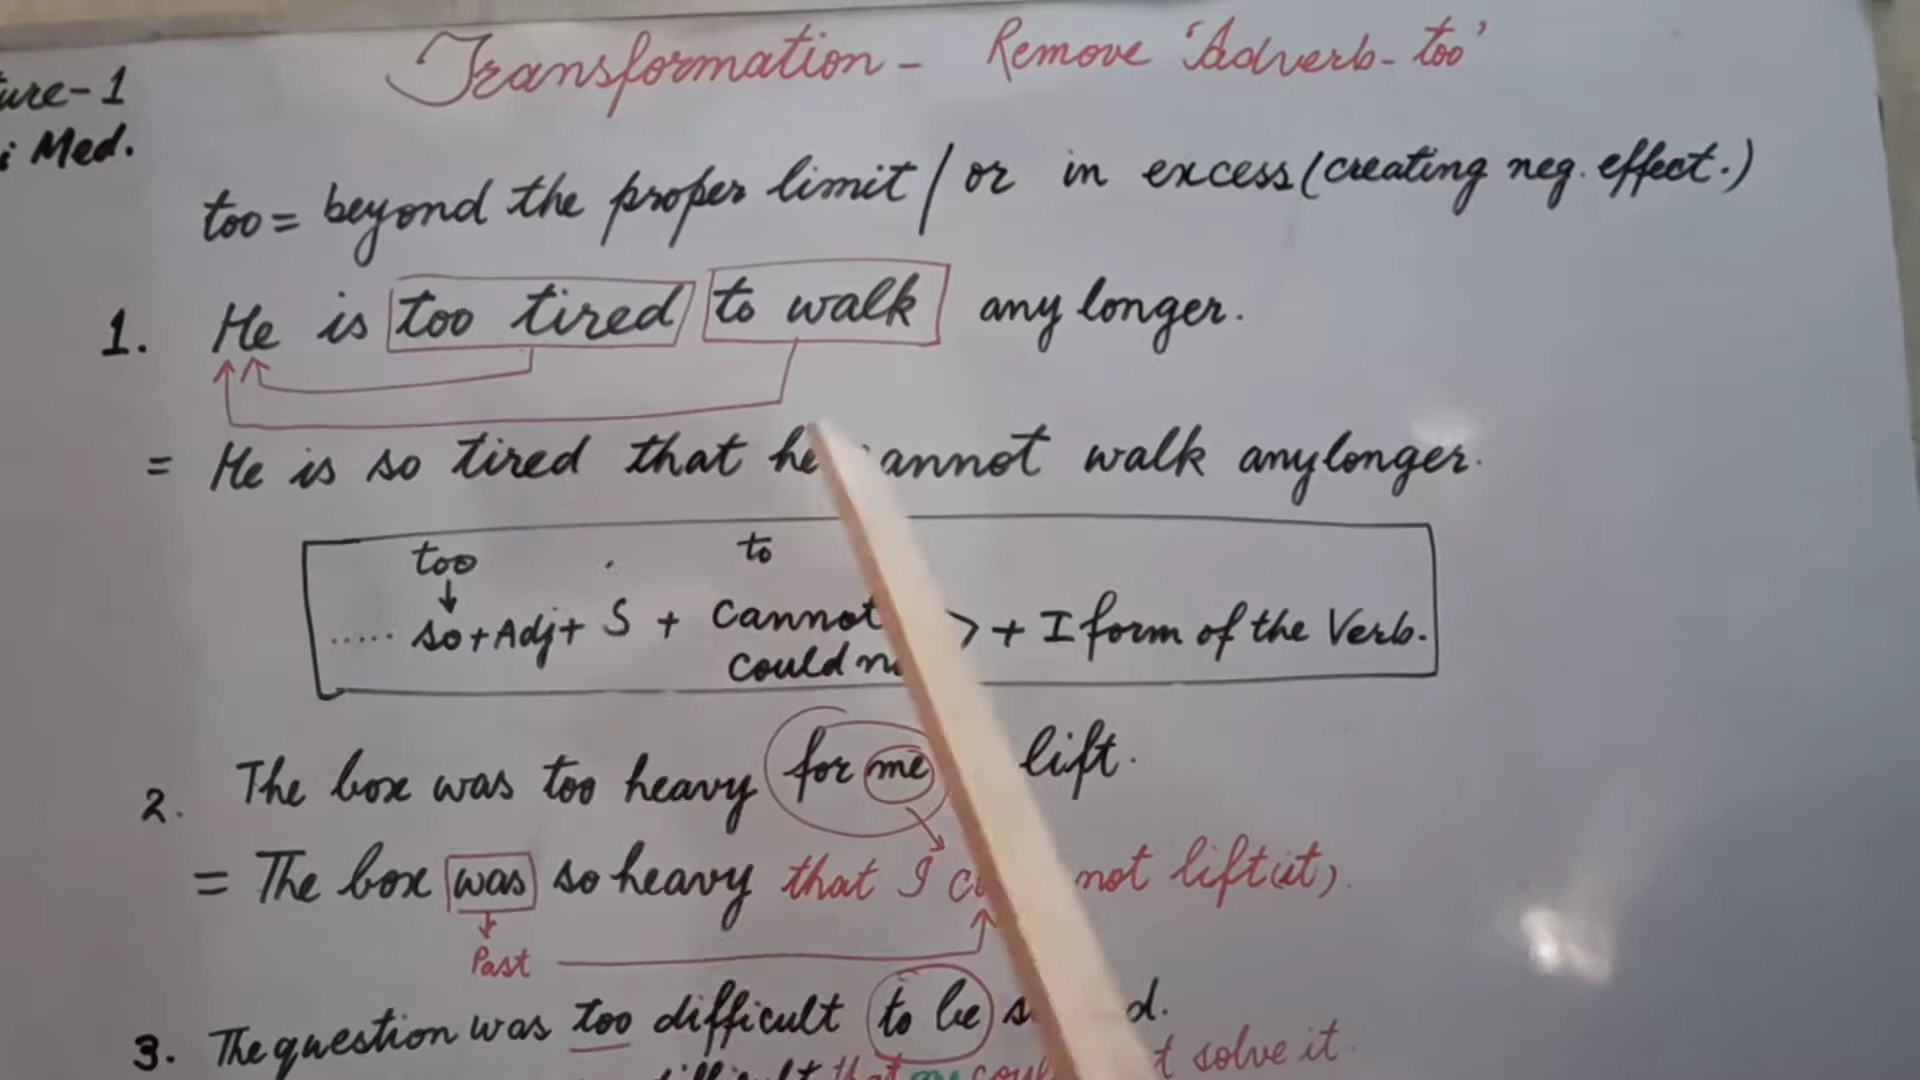 Transformation - Remove 'Adverb- too'
ure-1
i Med.
too = beyond the proper limit / or in excess (creating neg. effect.)
1. He is too tired to walk any longer.
= He is so tired that he annot walk anylonger.
too to
..... so + Adj + S + Cannot + I form of the Verb.
Could n
2. The box was too heavy for me lift.
= The box was so heavy that I c not lift (it).
Past
3. The question was too difficult to be s d.
difficult that cou t solve it.